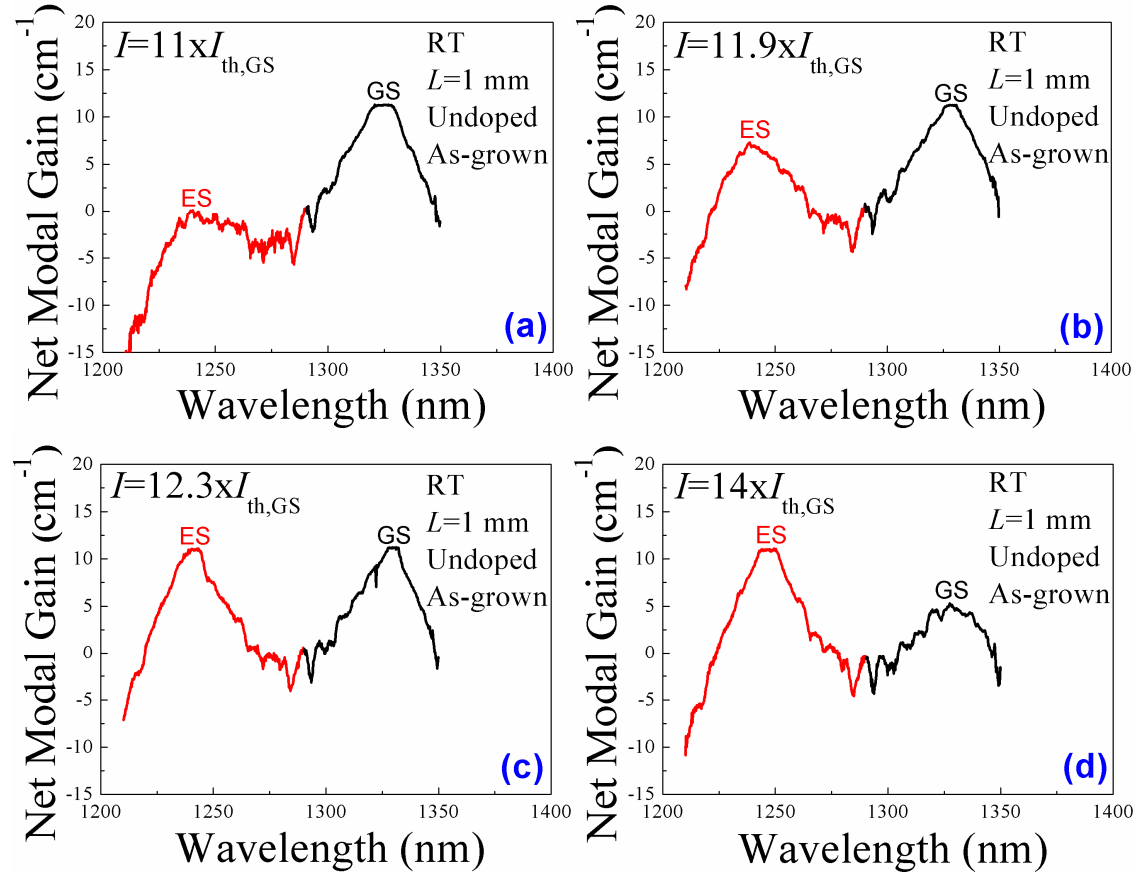 I=11xIth,GS
RT
L=1 mm
Undoped
As-grown
ES
GS
(a)
Net Modal Gain (cm-1)
20
15
10
5
0
-5
-10
-15
1200
1250
1300
1350
1400
Wavelength (nm)
I=11.9xIth,GS
RT
L=1 mm
Undoped
As-grown
ES
GS
(b)
Net Modal Gain (cm-1)
20
15
10
5
0
-5
-10
-15
1200
1250
1300
1350
1400
Wavelength (nm)
I=12.3xIth,GS
RT
L=1 mm
Undoped
As-grown
ES
GS
(c)
Net Modal Gain (cm-1)
20
15
10
5
0
-5
-10
-15
1200
1250
1300
1350
1400
Wavelength (nm)
I=14xIth,GS
RT
L=1 mm
Undoped
As-grown
ES
GS
(d)
Net Modal Gain (cm-1)
20
15
10
5
0
-5
-10
-15
1200
1250
1300
1350
1400
Wavelength (nm)